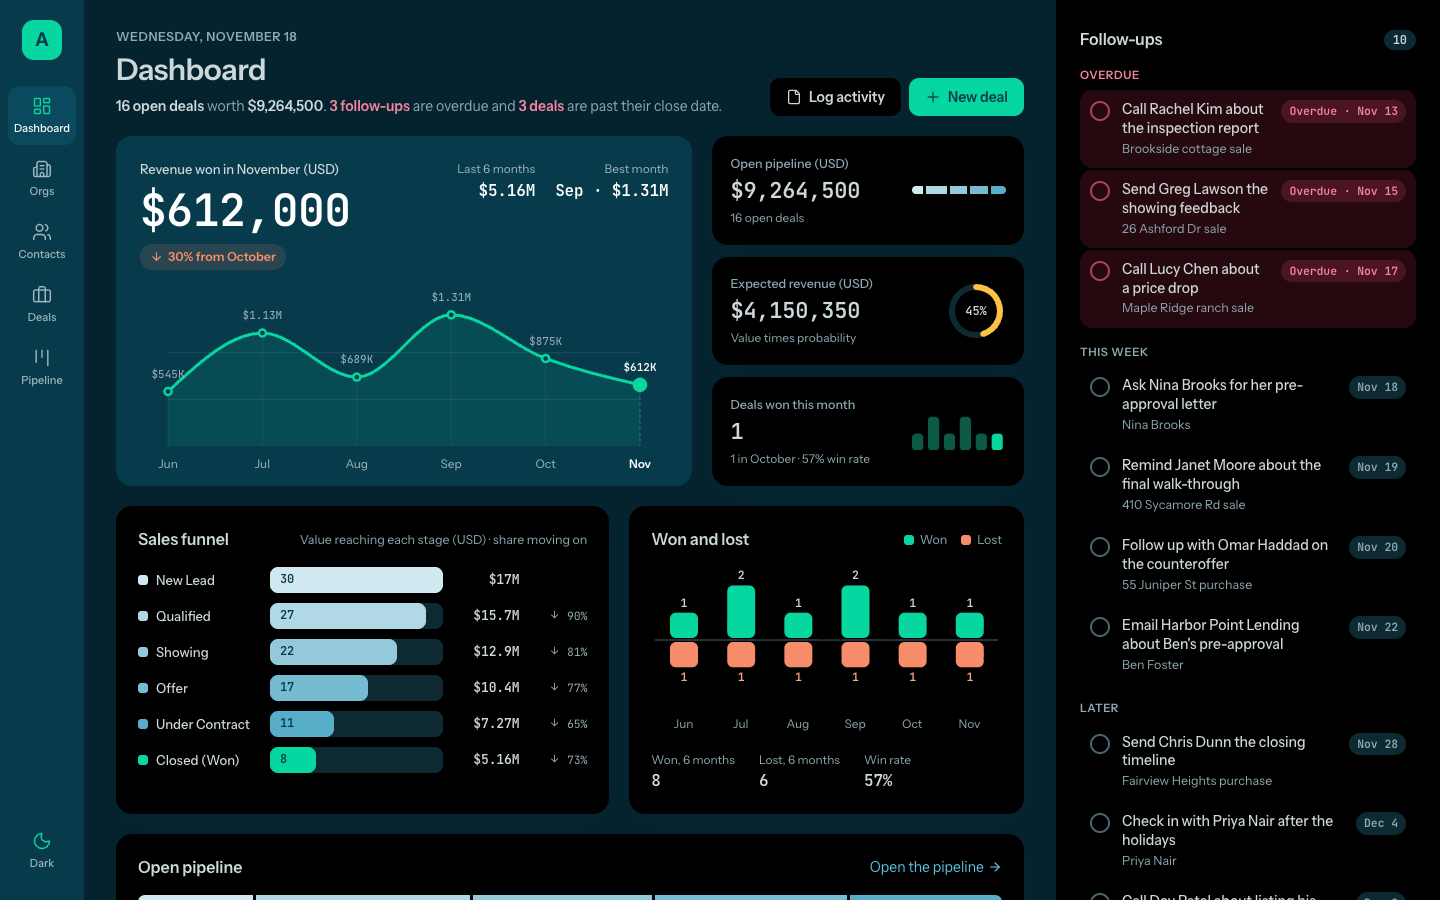 A
Dashboard
Orgs
Contacts
Deals
Pipeline
Dark
WEDNESDAY, NOVEMBER 18
Dashboard
16 open deals worth $9,264,500. 3 follow-ups are overdue and 3 deals are past their close date.
Log activity
New deal
Revenue won in November (USD)
$612,000
↓ 30% from October
Last 6 months
$5.16M
Best month
Sep · $1.31M
$545K
$1.13M
$689K
$1.31M
$875K
$612K
Jun Jul Aug Sep Oct Nov
Open pipeline (USD)
$9,264,500
16 open deals
Expected revenue (USD)
$4,150,350
Value times probability
45%
Deals won this month
1
1 in October · 57% win rate
Sales funnel
Value reaching each stage (USD) · share moving on
New Lead 30 $17M
Qualified 27 $15.7M ↓ 90%
Showing 22 $12.9M ↓ 81%
Offer 17 $10.4M ↓ 77%
Under Contract 11 $7.27M ↓ 65%
Closed (Won) 8 $5.16M ↓ 73%
Won and lost
Won Lost
1 2 1 2 1 1
1 1 1 1 1 1
Jun Jul Aug Sep Oct Nov
Won, 6 months
8
Lost, 6 months
6
Win rate
57%
Open pipeline
Open the pipeline →
Follow-ups
10
OVERDUE
Call Rachel Kim about
the inspection report
Brookside cottage sale
Overdue · Nov 13
Send Greg Lawson the
showing feedback
26 Ashford Dr sale
Overdue · Nov 15
Call Lucy Chen about
a price drop
Maple Ridge ranch sale
Overdue · Nov 17
THIS WEEK
Ask Nina Brooks for her pre-
approval letter
Nina Brooks
Nov 18
Remind Janet Moore about the
final walk-through
410 Sycamore Rd sale
Nov 19
Follow up with Omar Haddad on
the counteroffer
55 Juniper St purchase
Nov 20
Email Harbor Point Lending
about Ben's pre-approval
Ben Foster
Nov 22
LATER
Send Chris Dunn the closing
timeline
Fairview Heights purchase
Nov 28
Check in with Priya Nair after the
holidays
Priya Nair
Dec 4